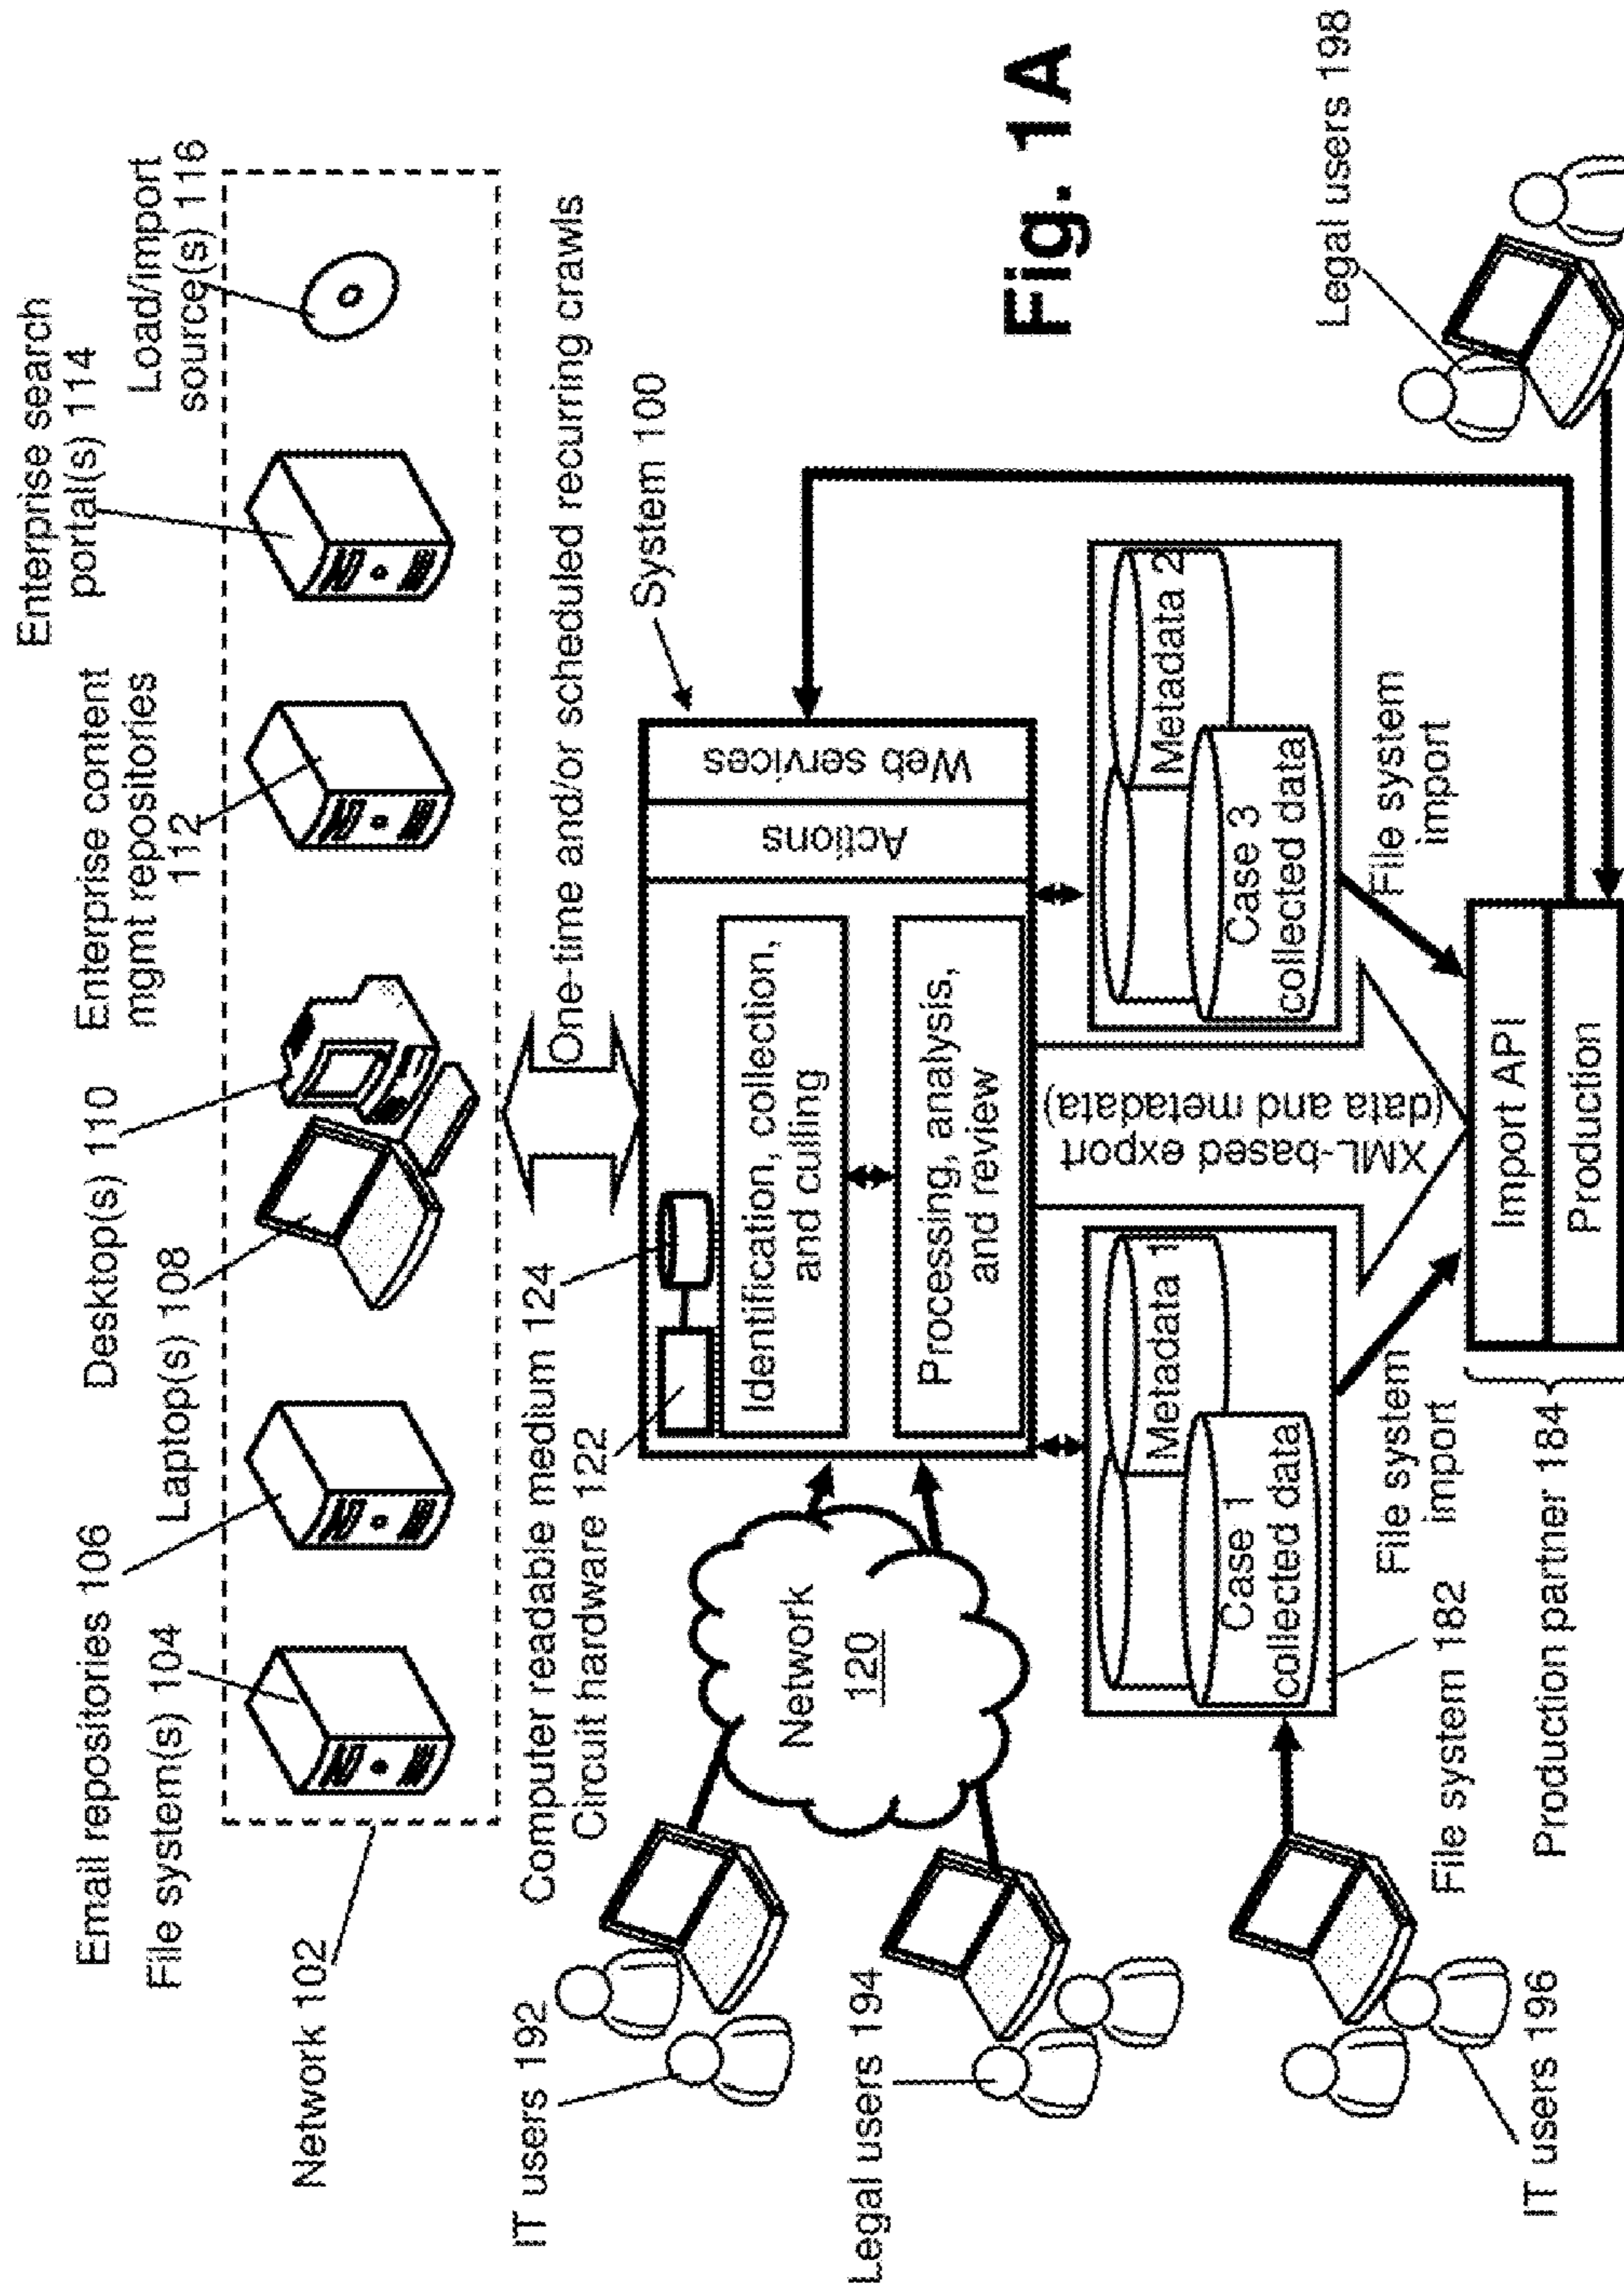 Enterprise search
portal(s) 114
Load/import
source(s) 116
Enterprise content
mgmt repositories
112
Desktop(s) 110
Laptop(s) 108
Email repositories 106
File system(s) 104
Network 102
One-time and/or scheduled recurring crawls
System 100
Computer readable medium 124
Circuit hardware 122
Identification, collection,
and culling
Processing, analysis,
and review
Actions
Web services
IT users 192
Legal users 194
Network
120
Metadata 1
Case 1
collected data
XML-based export
(data and metadata)
Metadata 2
Case 3
collected data
Fig. 1A
File system 182
File system
import
File system
import
Legal users 198
IT users 196
Production partner 184
Import API
Production